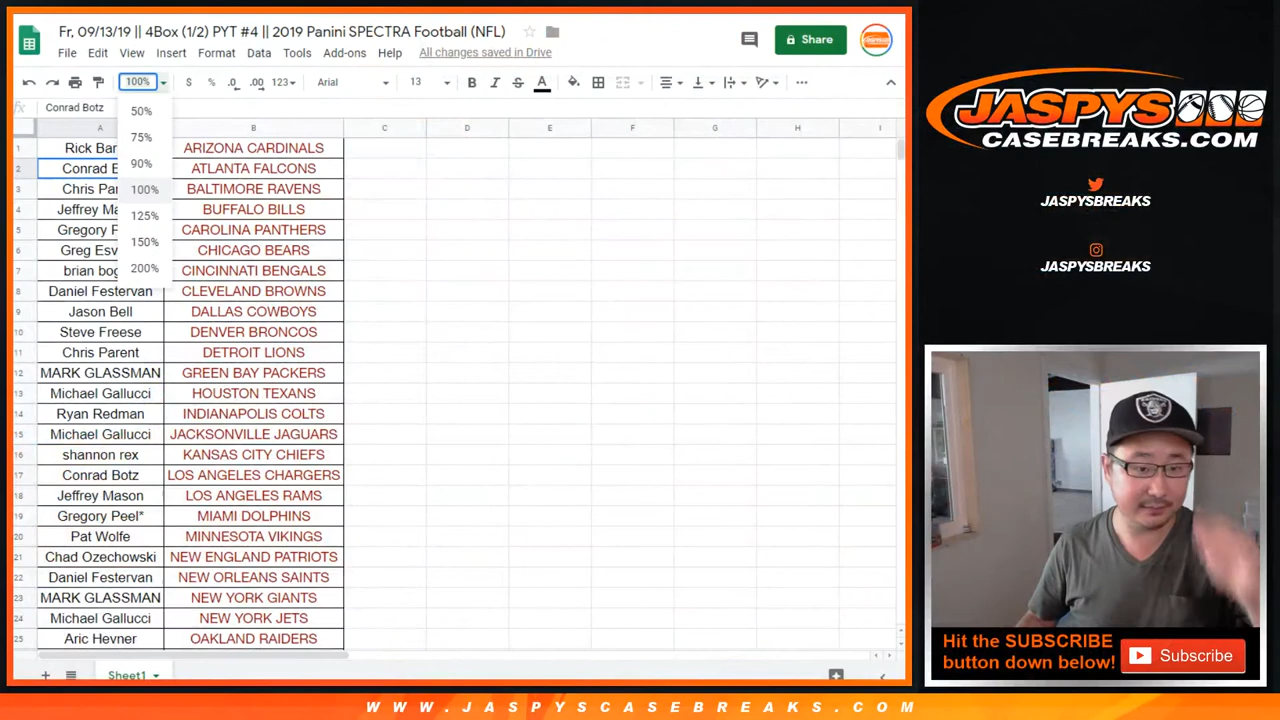 Fr, 09/13/19 || 4Box (1/2) PYT #4 || 2019 Panini SPECTRA Football (NFL)
File Edit View Insert Format Data Tools Add-ons Help All changes saved in Drive
Share
100% $ % .0 .00 123 Arial 13 B I S A
fx Conrad Botz
50%
75%
90%
100%
125%
150%
200%
A B C D E F G H I
1 Rick Bar ARIZONA CARDINALS
2 Conrad B ATLANTA FALCONS
3 Chris Par BALTIMORE RAVENS
4 Jeffrey Ma BUFFALO BILLS
5 Gregory P CAROLINA PANTHERS
6 Greg Esv CHICAGO BEARS
7 brian bog CINCINNATI BENGALS
8 Daniel Festervan CLEVELAND BROWNS
9 Jason Bell DALLAS COWBOYS
10 Steve Freese DENVER BRONCOS
11 Chris Parent DETROIT LIONS
12 MARK GLASSMAN GREEN BAY PACKERS
13 Michael Gallucci HOUSTON TEXANS
14 Ryan Redman INDIANAPOLIS COLTS
15 Michael Gallucci JACKSONVILLE JAGUARS
16 shannon rex KANSAS CITY CHIEFS
17 Conrad Botz LOS ANGELES CHARGERS
18 Jeffrey Mason LOS ANGELES RAMS
19 Gregory Peel* MIAMI DOLPHINS
20 Pat Wolfe MINNESOTA VIKINGS
21 Chad Ozechowski NEW ENGLAND PATRIOTS
22 Daniel Festervan NEW ORLEANS SAINTS
23 MARK GLASSMAN NEW YORK GIANTS
24 Michael Gallucci NEW YORK JETS
25 Aric Hevner OAKLAND RAIDERS
Sheet1
JASPYS
CASEBREAKS.COM
JASPYSBREAKS
JASPYSBREAKS
Hit the SUBSCRIBE
button down below!
Subscribe
WWW.JASPYSCASEBREAKS.COM